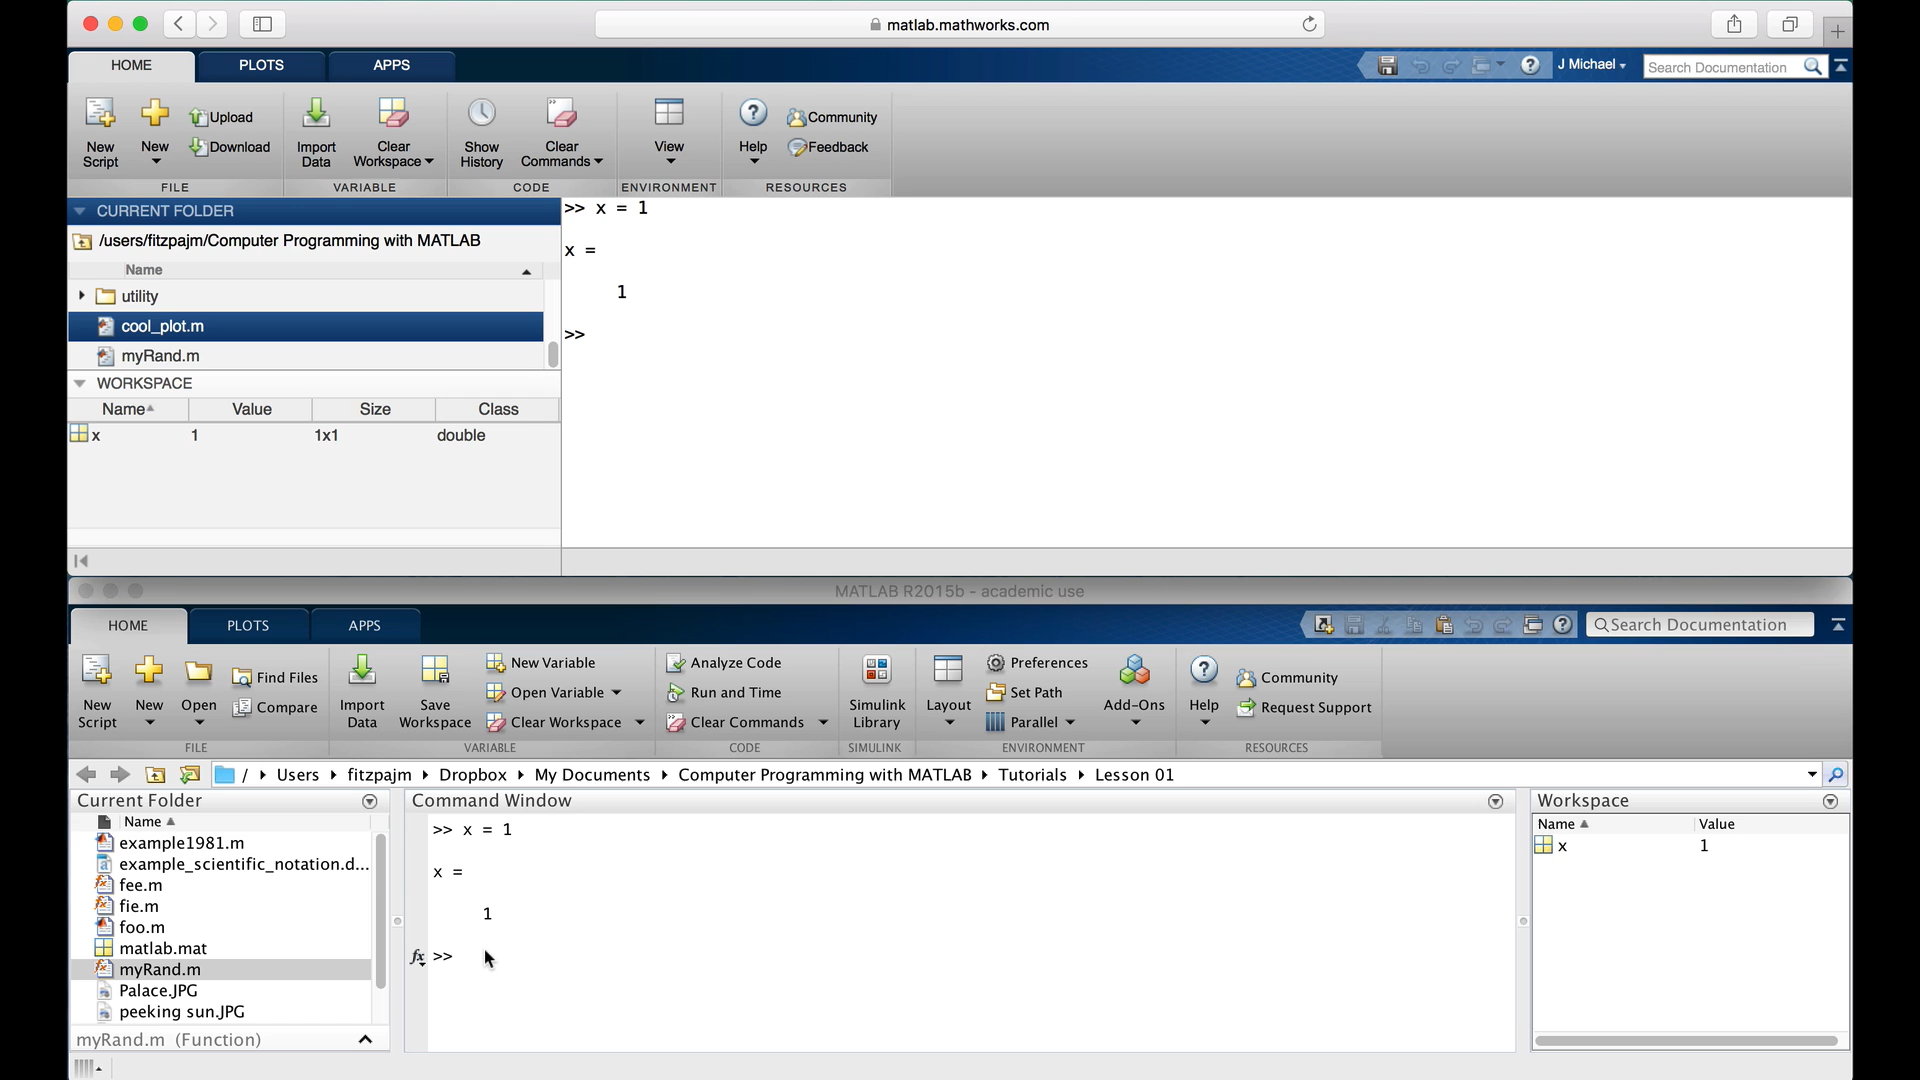 matlab.mathworks.com
HOME PLOTS APPS
J Michael
Search Documentation
New Script
New
Upload
Download
Import Data
Clear Workspace
Show History
Clear Commands
View
Help
Community
Feedback
FILE VARIABLE CODE ENVIRONMENT RESOURCES
CURRENT FOLDER
/users/fitzpajm/Computer Programming with MATLAB
Name
utility
cool_plot.m
myRand.m
WORKSPACE
Name Value Size Class
x 1 1x1 double
>> x = 1
x =
1
>>
MATLAB R2015b - academic use
HOME PLOTS APPS
Search Documentation
New Script
New
Open
Find Files
Compare
Import Data
Save Workspace
New Variable
Open Variable
Clear Workspace
Analyze Code
Run and Time
Clear Commands
Simulink Library
Layout
Preferences
Set Path
Parallel
Add-Ons
Help
Community
Request Support
FILE VARIABLE CODE SIMULINK ENVIRONMENT RESOURCES
/ Users fitzpajm Dropbox My Documents Computer Programming with MATLAB Tutorials Lesson 01
Current Folder
Name
example1981.m
example_scientific_notation.d...
fee.m
fie.m
foo.m
matlab.mat
myRand.m
Palace.JPG
peeking sun.JPG
myRand.m (Function)
Command Window
>> x = 1
x =
1
fx >>
Workspace
Name Value
x 1